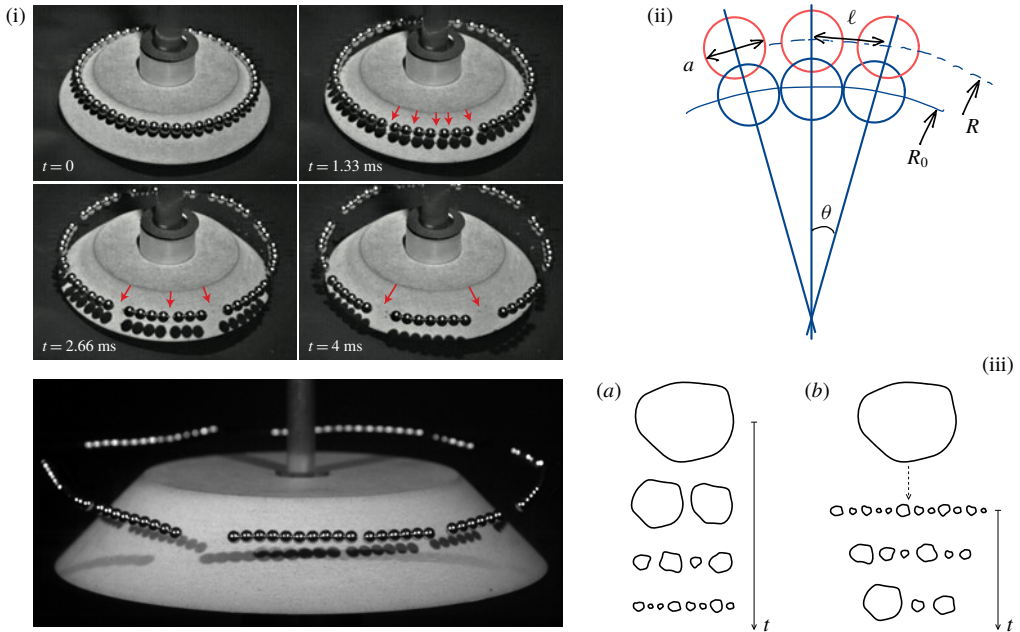 (i)
t = 0
t = 1.33 ms
t = 2.66 ms
t = 4 ms
(ii)
a
ℓ
R
R₀
θ
(iii)
(a)
(b)
t
t